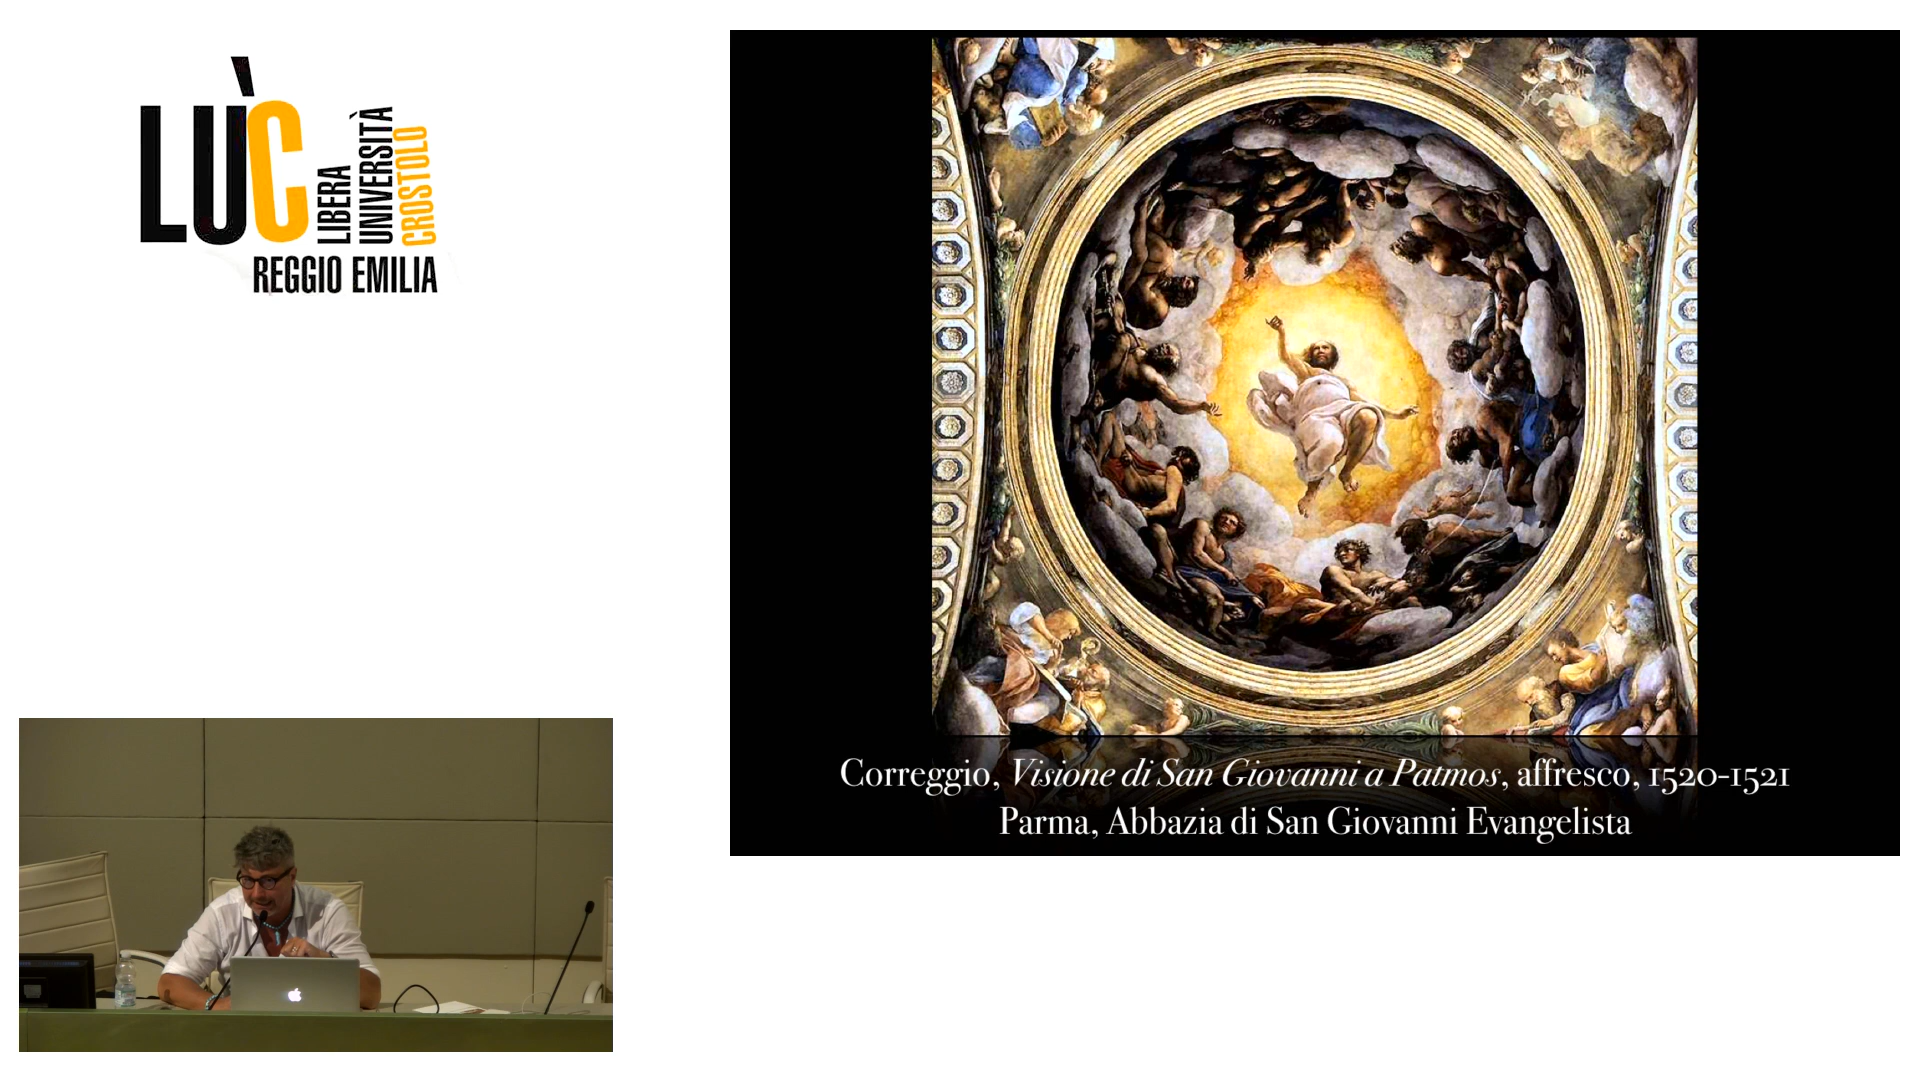 LÙC
LIBERA
UNIVERSITÀ
CROSTOLO
REGGIO EMILIA
Correggio, Visione di San Giovanni a Patmos, affresco, 1520-1521
Parma, Abbazia di San Giovanni Evangelista